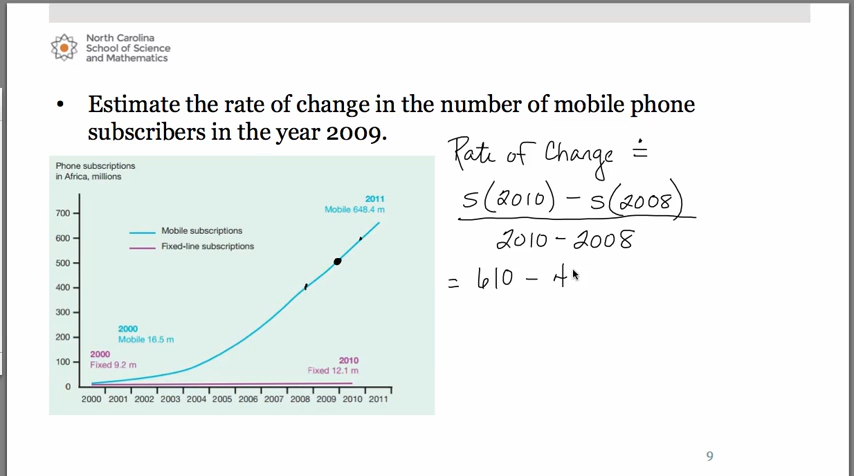 North Carolina
School of Science
and Mathematics
• Estimate the rate of change in the number of mobile phone
subscribers in the year 2009.
Phone subscriptions
in Africa, millions
700
600
500
400
300
200
100
0
Mobile subscriptions
Fixed-line subscriptions
2011
Mobile 648.4 m
2000
Mobile 16.5 m
2000
Fixed 9.2 m
2010
Fixed 12.1 m
2000 2001 2002 2003 2004 2005 2006 2007 2008 2009 2010 2011
Rate of Change ≐
S(2010) - S(2008)
2010 - 2008
= 610 - 4
9